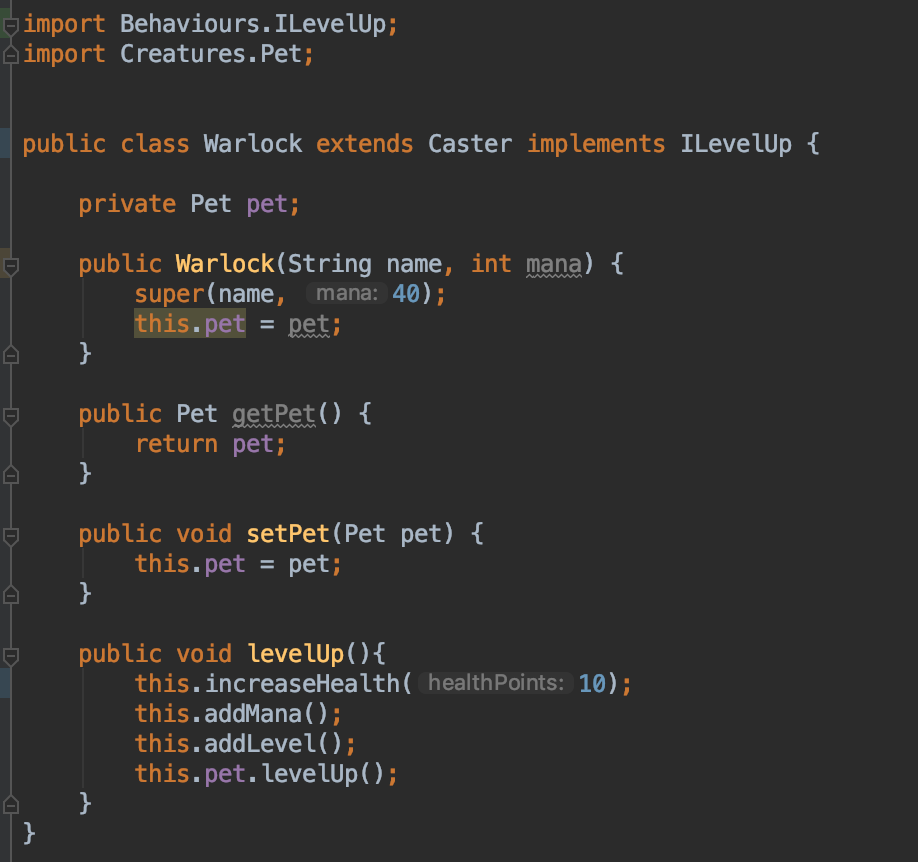 import Behaviours.ILevelUp;
import Creatures.Pet;
public class Warlock extends Caster implements ILevelUp {
private Pet pet;
public Warlock(String name, int mana) {
super(name, mana: 40);
this.pet = pet;
}
public Pet getPet() {
return pet;
}
public void setPet(Pet pet) {
this.pet = pet;
}
public void levelUp(){
this.increaseHealth( healthPoints: 10);
this.addMana();
this.addLevel();
this.pet.levelUp();
}
}